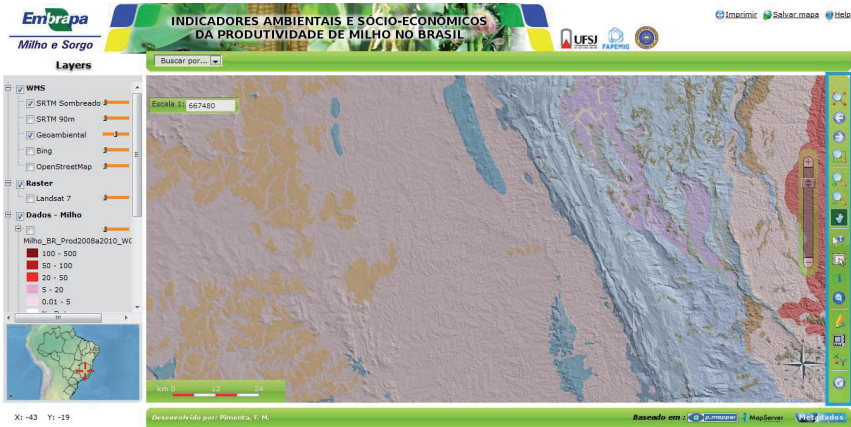 Embrapa
Milho e Sorgo
INDICADORES AMBIENTAIS E SÓCIO-ECONÔMICOS
DA PRODUTIVIDADE DE MILHO NO BRASIL
UFSJ
FAPEMIG
Imprimir
Salvar mapa
Help
Layers
Buscar por...
WMS
SRTM Sombreado
SRTM 90m
Geoambiental
Bing
OpenStreetMap
Raster
Landsat 7
Dados - Milho
Milho_BR_Prod2008a2010_WG
100 - 500
50 - 100
20 - 50
5 - 20
0.01 - 5
Escala 1: 667480
km 0 12 24
X: -43 Y: -19
Desenvolvido por: Pimenta, F. M.
Baseado em :
p.mapper
MapServer
Metadados